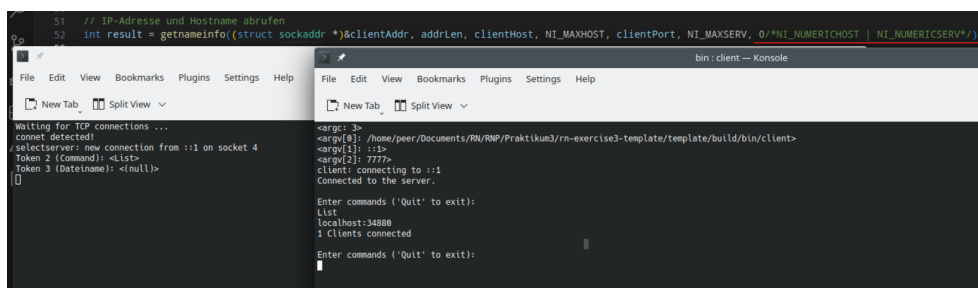 51 // IP-Adresse und Hostname abrufen
52 int result = getnameinfo((struct sockaddr *)&clientAddr, addrLen, clientHost, NI_MAXHOST, clientPort, NI_MAXSERV, 0/*NI_NUMERICHOST | NI_NUMERICSERV*/)
File Edit View Bookmarks Plugins Settings Help
New Tab Split View
Waiting for TCP connections ...
connet detected!
selectserver: new connection from ::1 on socket 4
Token 2 (Command): <List>
Token 3 (Dateiname): <(null)>
bin : client — Konsole
File Edit View Bookmarks Plugins Settings Help
New Tab Split View
<argc: 3>
<argv[0]: /home/peer/Documents/RN/RNP/Praktikum3/rn-exercise3-template/template/build/bin/client>
<argv[1]: ::1>
<argv[2]: 7777>
client: connecting to ::1
Connected to the server.
Enter commands ('Quit' to exit):
List
localhost:34880
1 Clients connected
Enter commands ('Quit' to exit):